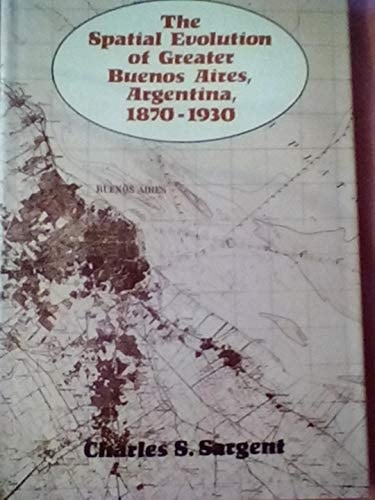 The
Spatial Evolution
of Greater
Buenos Aires,
Argentina,
1870-1930
BUENOS AIRES
Charles S. Sargent